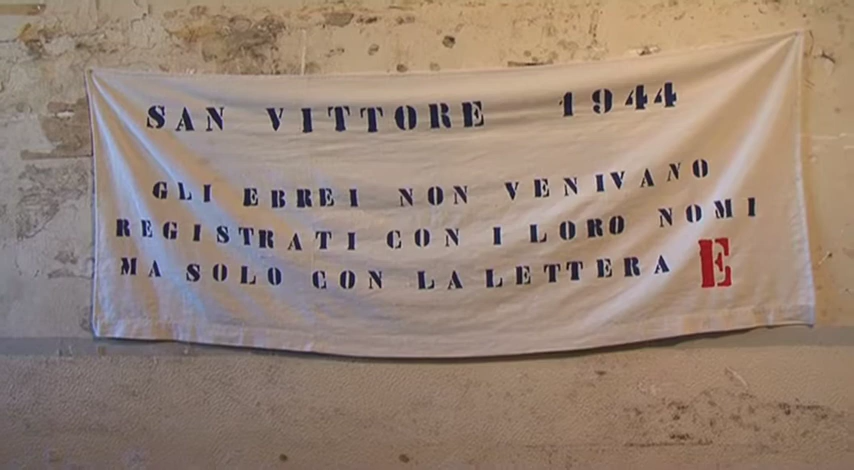 SAN VITTORE 1944
GLI EBREI NON VENIVANO
REGISTRATI CON I LORO NOMI
MA SOLO CON LA LETTERA E